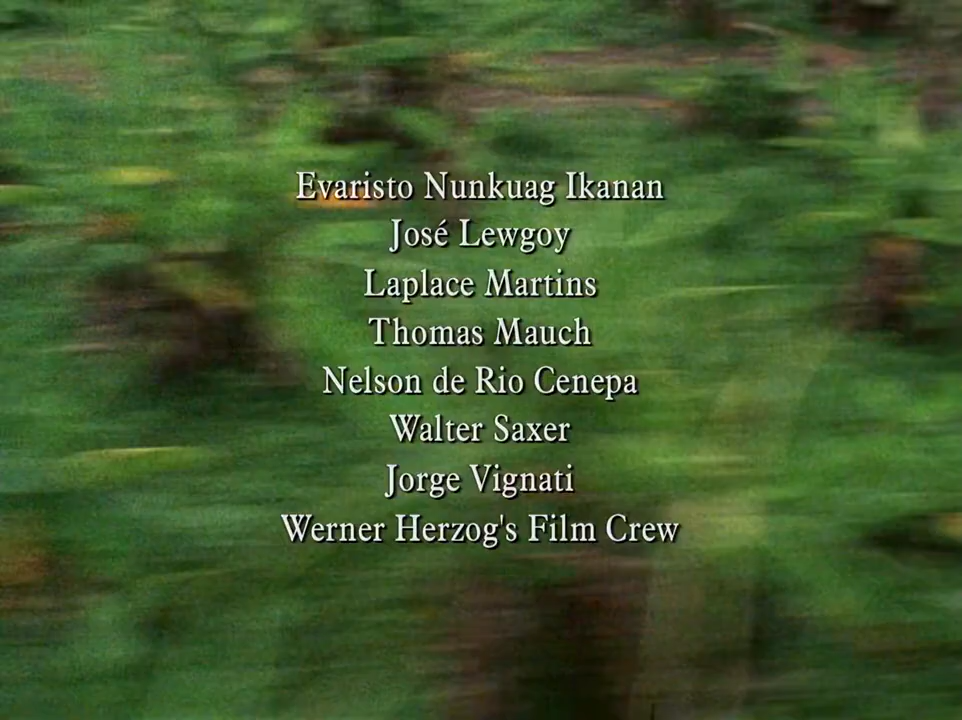 Evaristo Nunkuag Ikanan
José Lewgoy
Laplace Martins
Thomas Mauch
Nelson de Rio Cenepa
Walter Saxer
Jorge Vignati
Werner Herzog's Film Crew